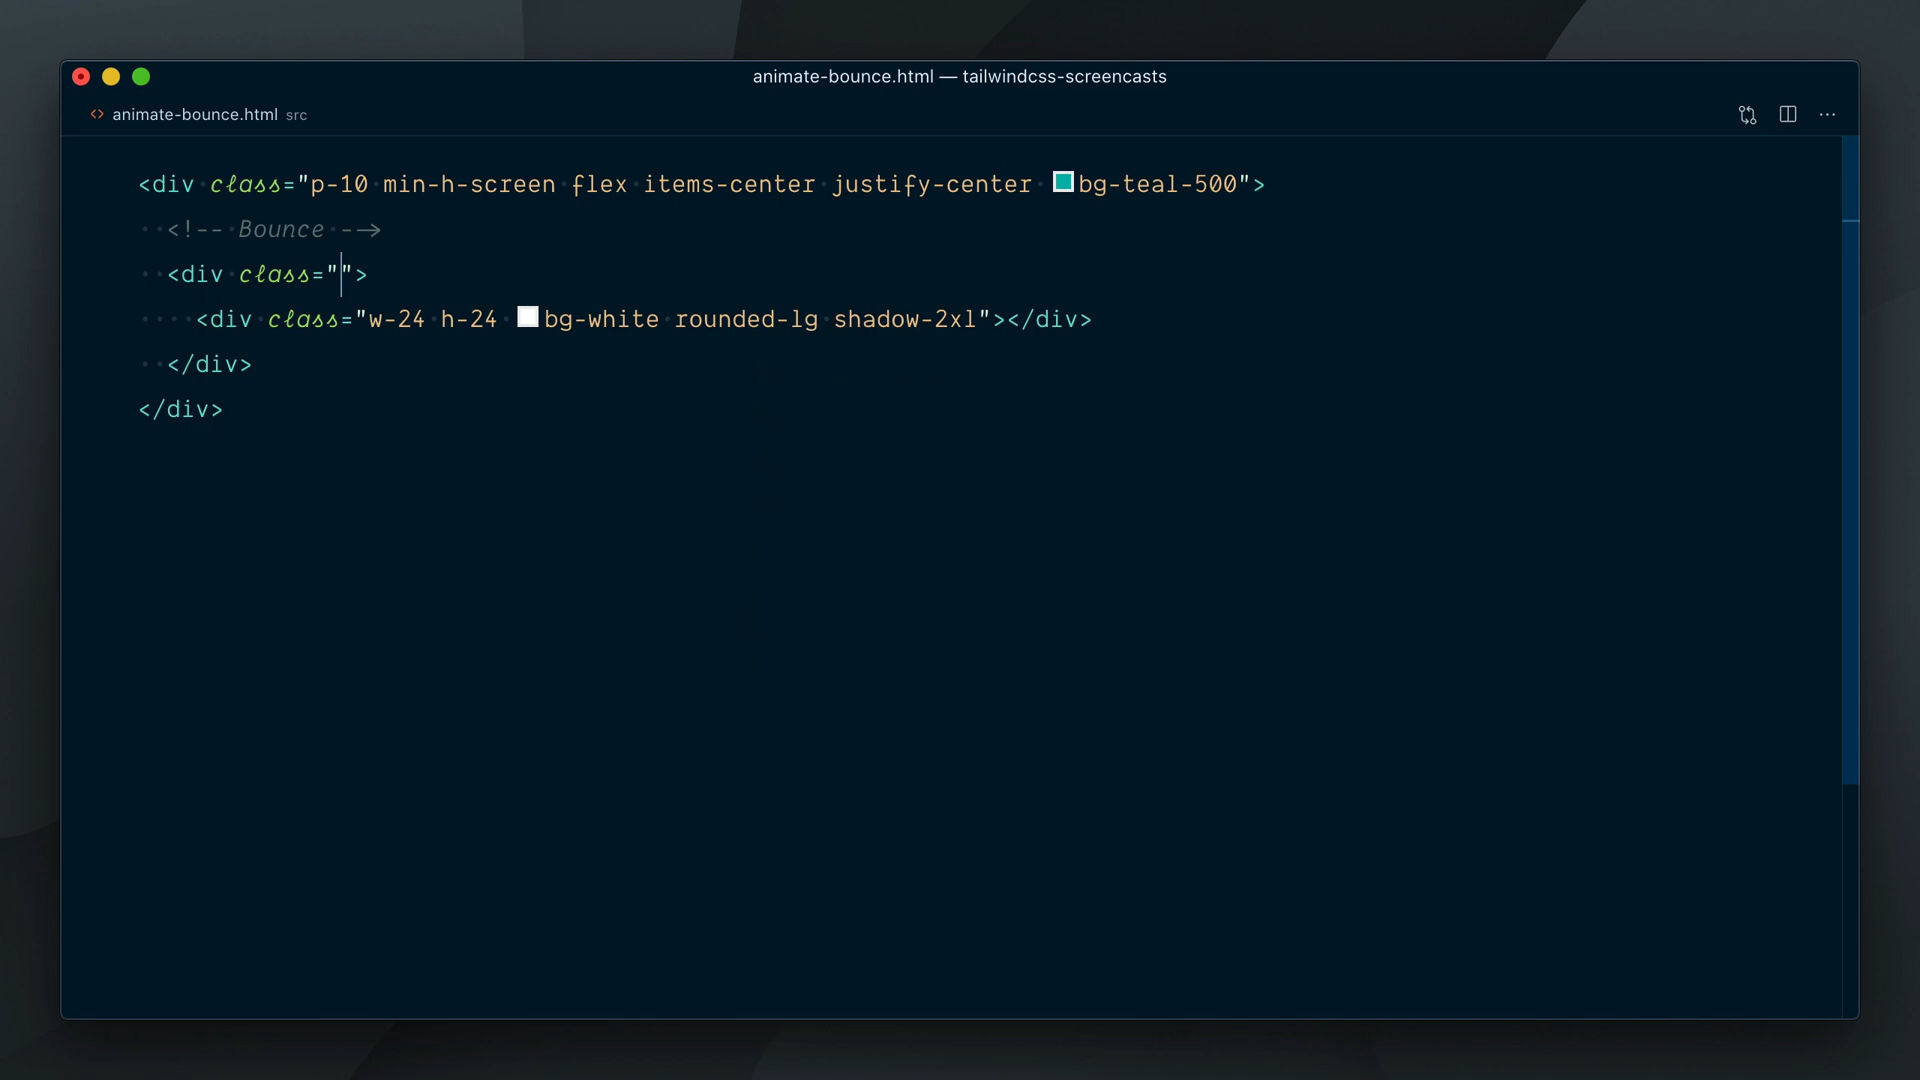 animate-bounce.html — tailwindcss-screencasts
<> animate-bounce.html src
<div class="p-10 min-h-screen flex items-center justify-center bg-teal-500">
<!-- Bounce -->
<div class="">
<div class="w-24 h-24 bg-white rounded-lg shadow-2xl"></div>
</div>
</div>